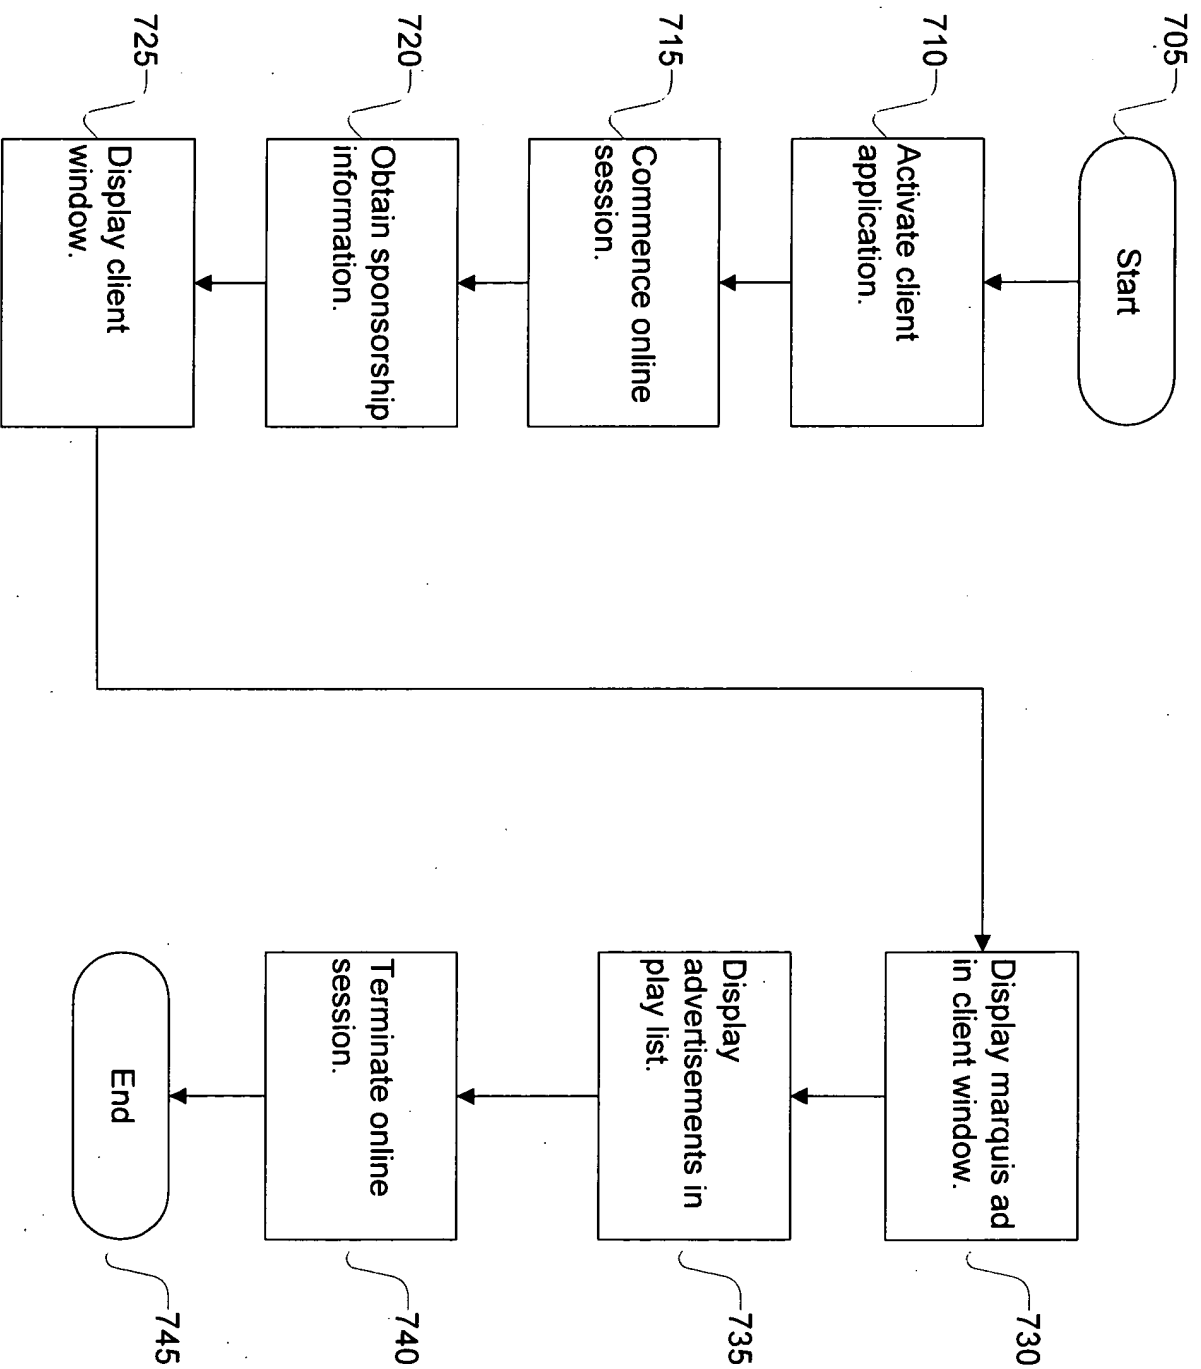 705
Start
710
Activate client
application.
715
Commence online
session.
720
Obtain sponsorship
information.
725
Display client
window.
730
Display marquis ad
in client window.
735
Display
advertisements in
play list.
740
Terminate online
session.
745
End